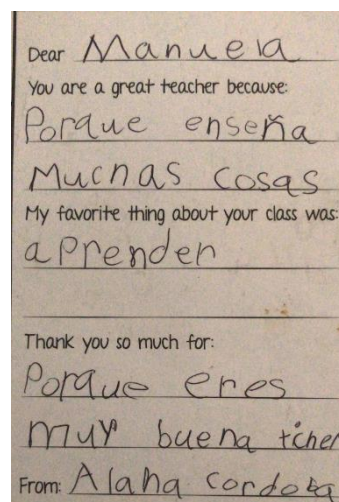 Dear Manuela
You are a great teacher because:
Porque enseña
Muchas cosas
My favorite thing about your class was:
aPrender
Thank you so much for:
Porque eres
muy buena ticher
From: Alana cordoba